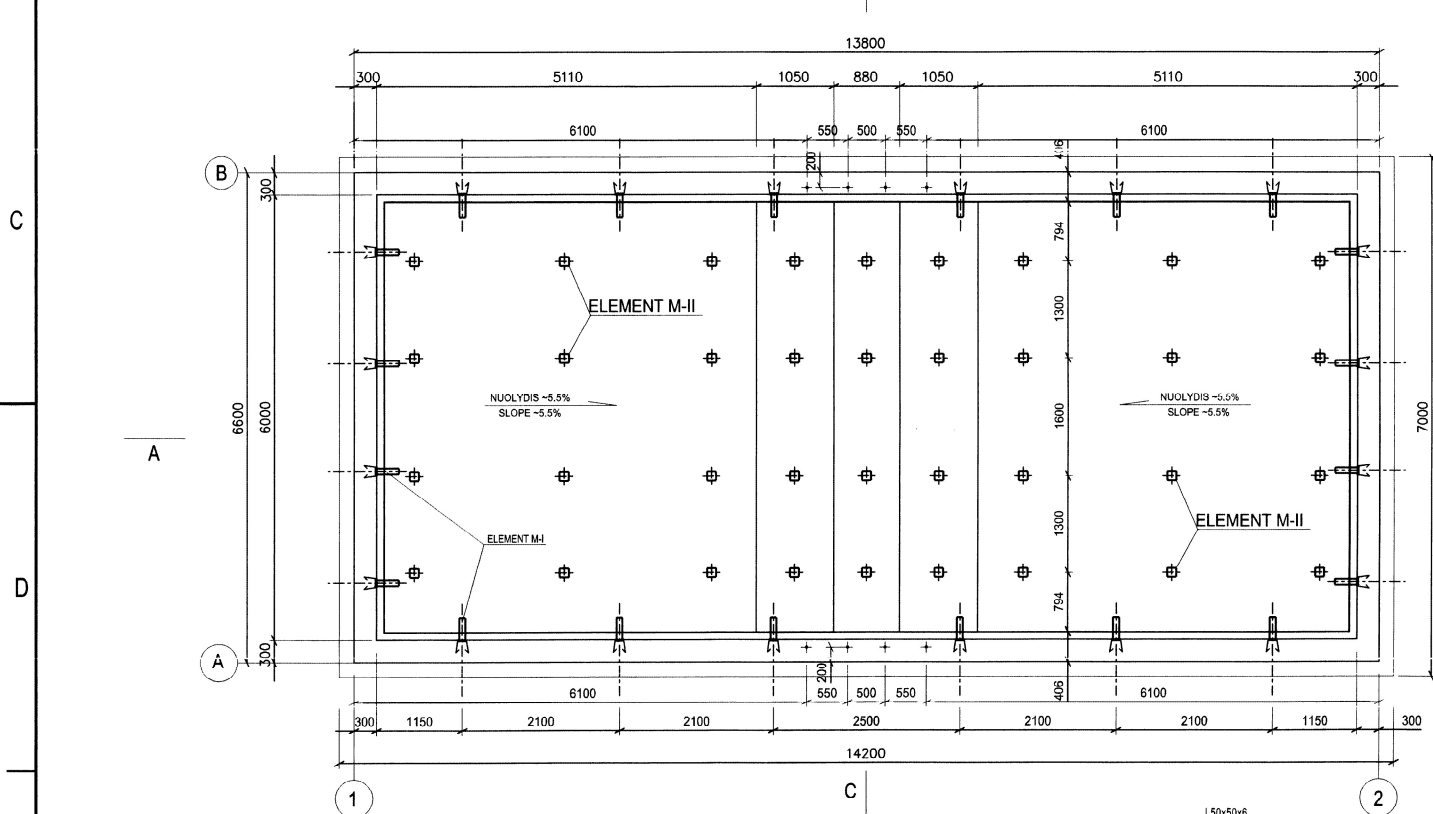 13800
300 5110 1050 880 1050 5110 300
6100 550 500 550 6100
200
B
300
406
C
794
ELEMENT M-II
1300
NUOLYDIS ~5.5%
SLOPE ~5.5%
NUOLYDIS ~5.5%
SLOPE ~5.5%
6600
6000
1600
7000
A
ELEMENT M-II
1300
ELEMENT M-I
D
794
A
300
200
406
6100 550 500 550 6100
300 1150 2100 2100 2500 2100 2100 1150 300
14200
1
C
2
L50x50x6